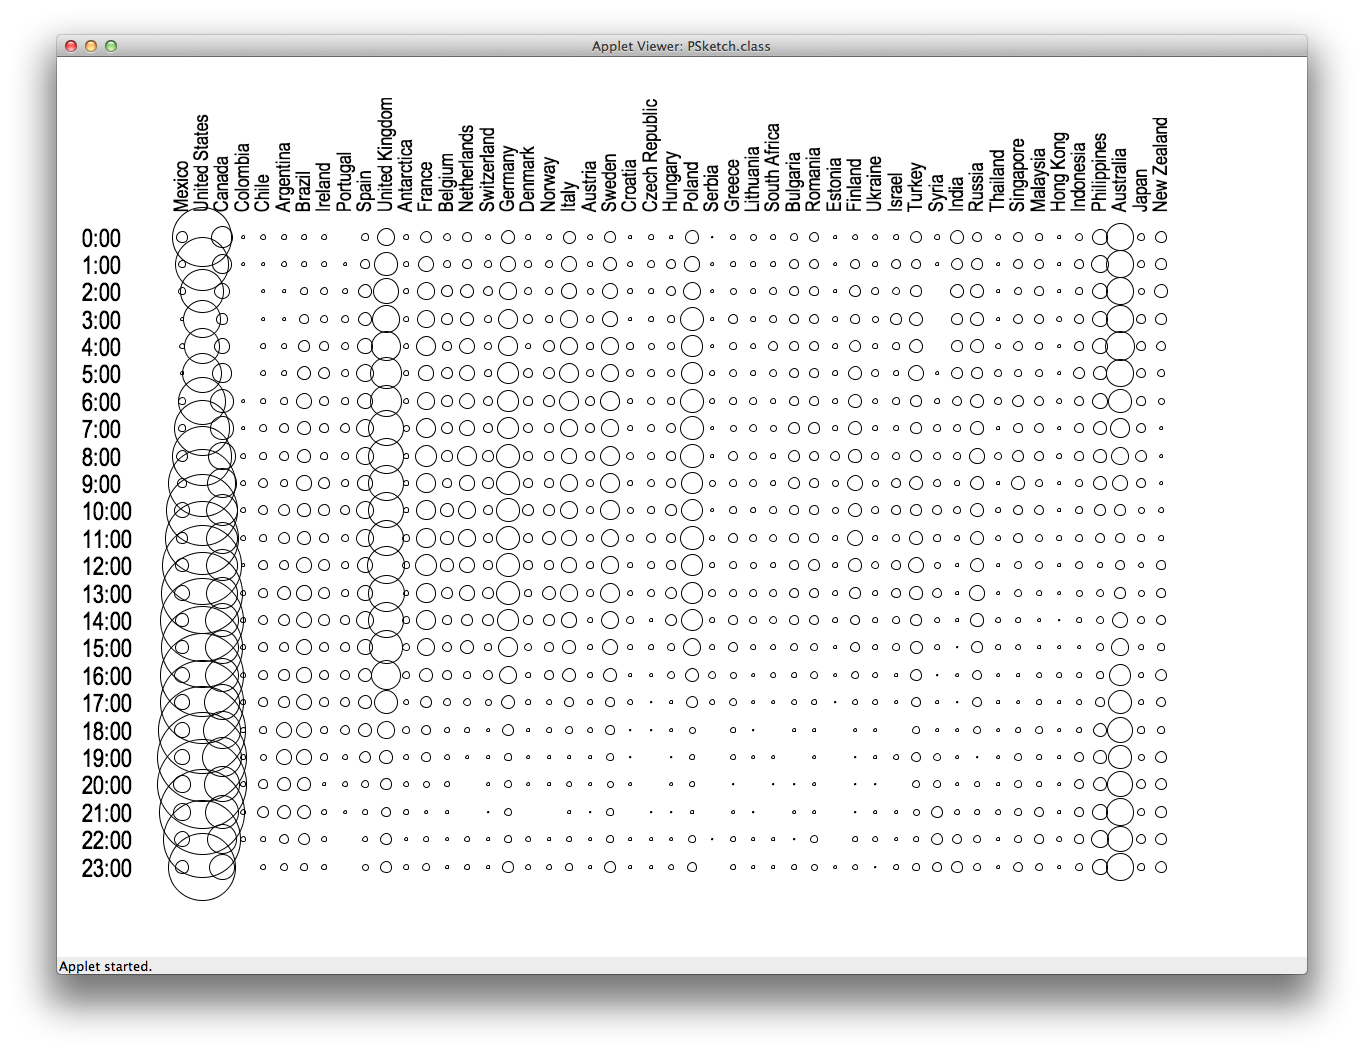 Applet Viewer: PSketch.class
Mexico
United States
Canada
Colombia
Chile
Argentina
Brazil
Ireland
Portugal
Spain
United Kingdom
Antarctica
France
Belgium
Netherlands
Switzerland
Germany
Denmark
Norway
Italy
Austria
Sweden
Croatia
Czech Republic
Hungary
Poland
Serbia
Greece
Lithuania
South Africa
Bulgaria
Romania
Estonia
Finland
Ukraine
Israel
Turkey
Syria
India
Russia
Thailand
Singapore
Malaysia
Hong Kong
Indonesia
Philippines
Australia
Japan
New Zealand
0:00
1:00
2:00
3:00
4:00
5:00
6:00
7:00
8:00
9:00
10:00
11:00
12:00
13:00
14:00
15:00
16:00
17:00
18:00
19:00
20:00
21:00
22:00
23:00
Applet started.